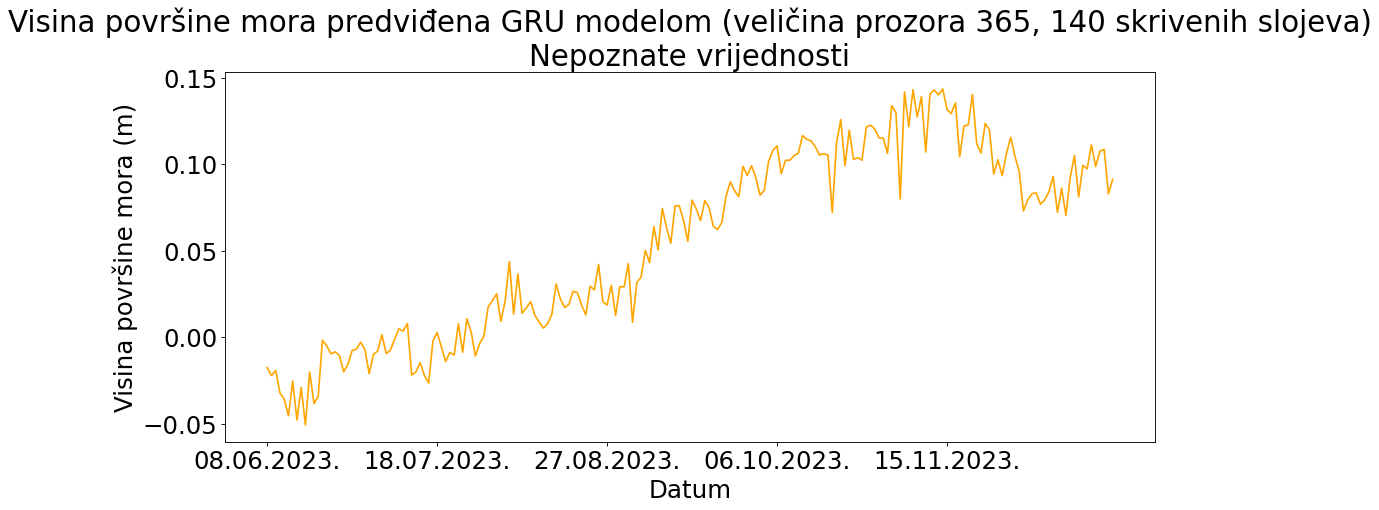 Visina površine mora predviđena GRU modelom (veličina prozora 365, 140 skrivenih slojeva)
Nepoznate vrijednosti
Visina površine mora (m)
0.15
0.10
0.05
0.00
−0.05
08.06.2023. 18.07.2023. 27.08.2023. 06.10.2023. 15.11.2023.
Datum